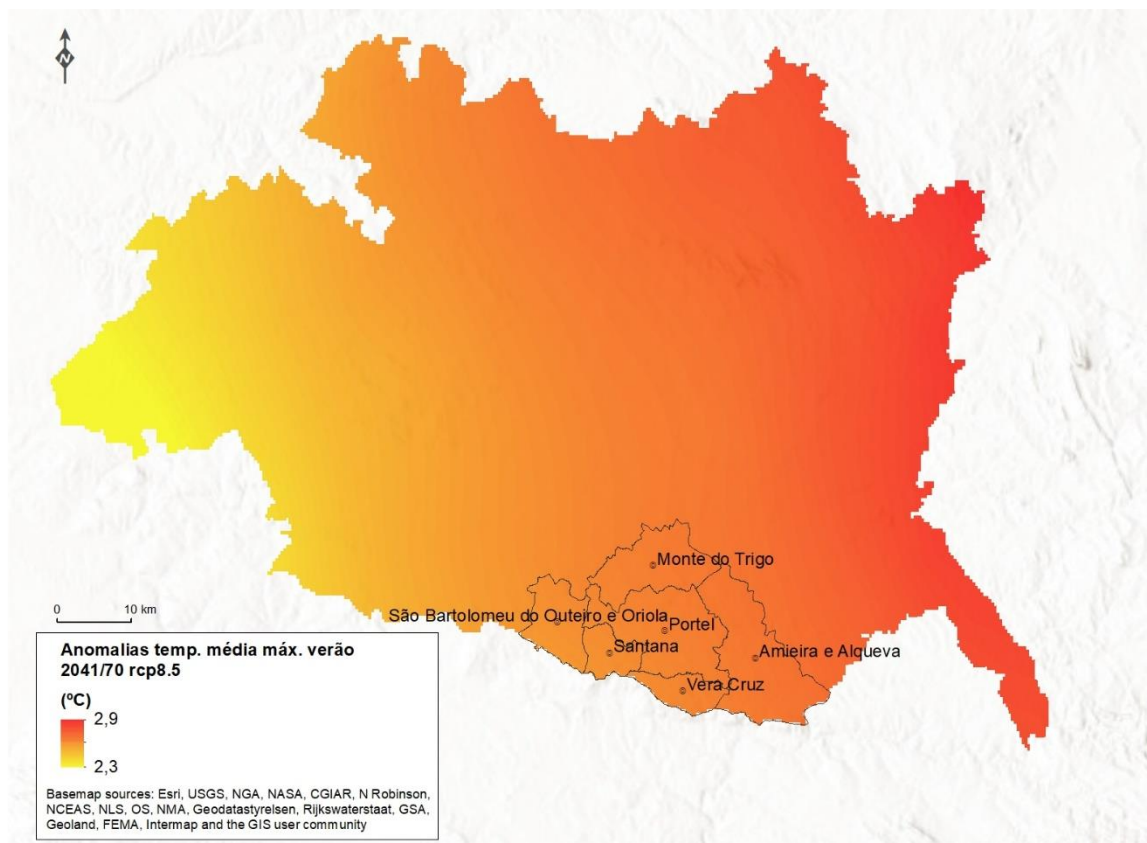 N
Monte do Trigo
São Bartolomeu do Outeiro e Oriola
Portel
Santana
Amieira e Alqueva
Vera Cruz
0 10 km
Anomalias temp. média máx. verão
2041/70 rcp8.5
(ºC)
2,9
2,3
Basemap sources: Esri, USGS, NGA, NASA, CGIAR, N Robinson,
NCEAS, NLS, OS, NMA, Geodatastyrelsen, Rijkswaterstaat, GSA,
Geoland, FEMA, Intermap and the GIS user community